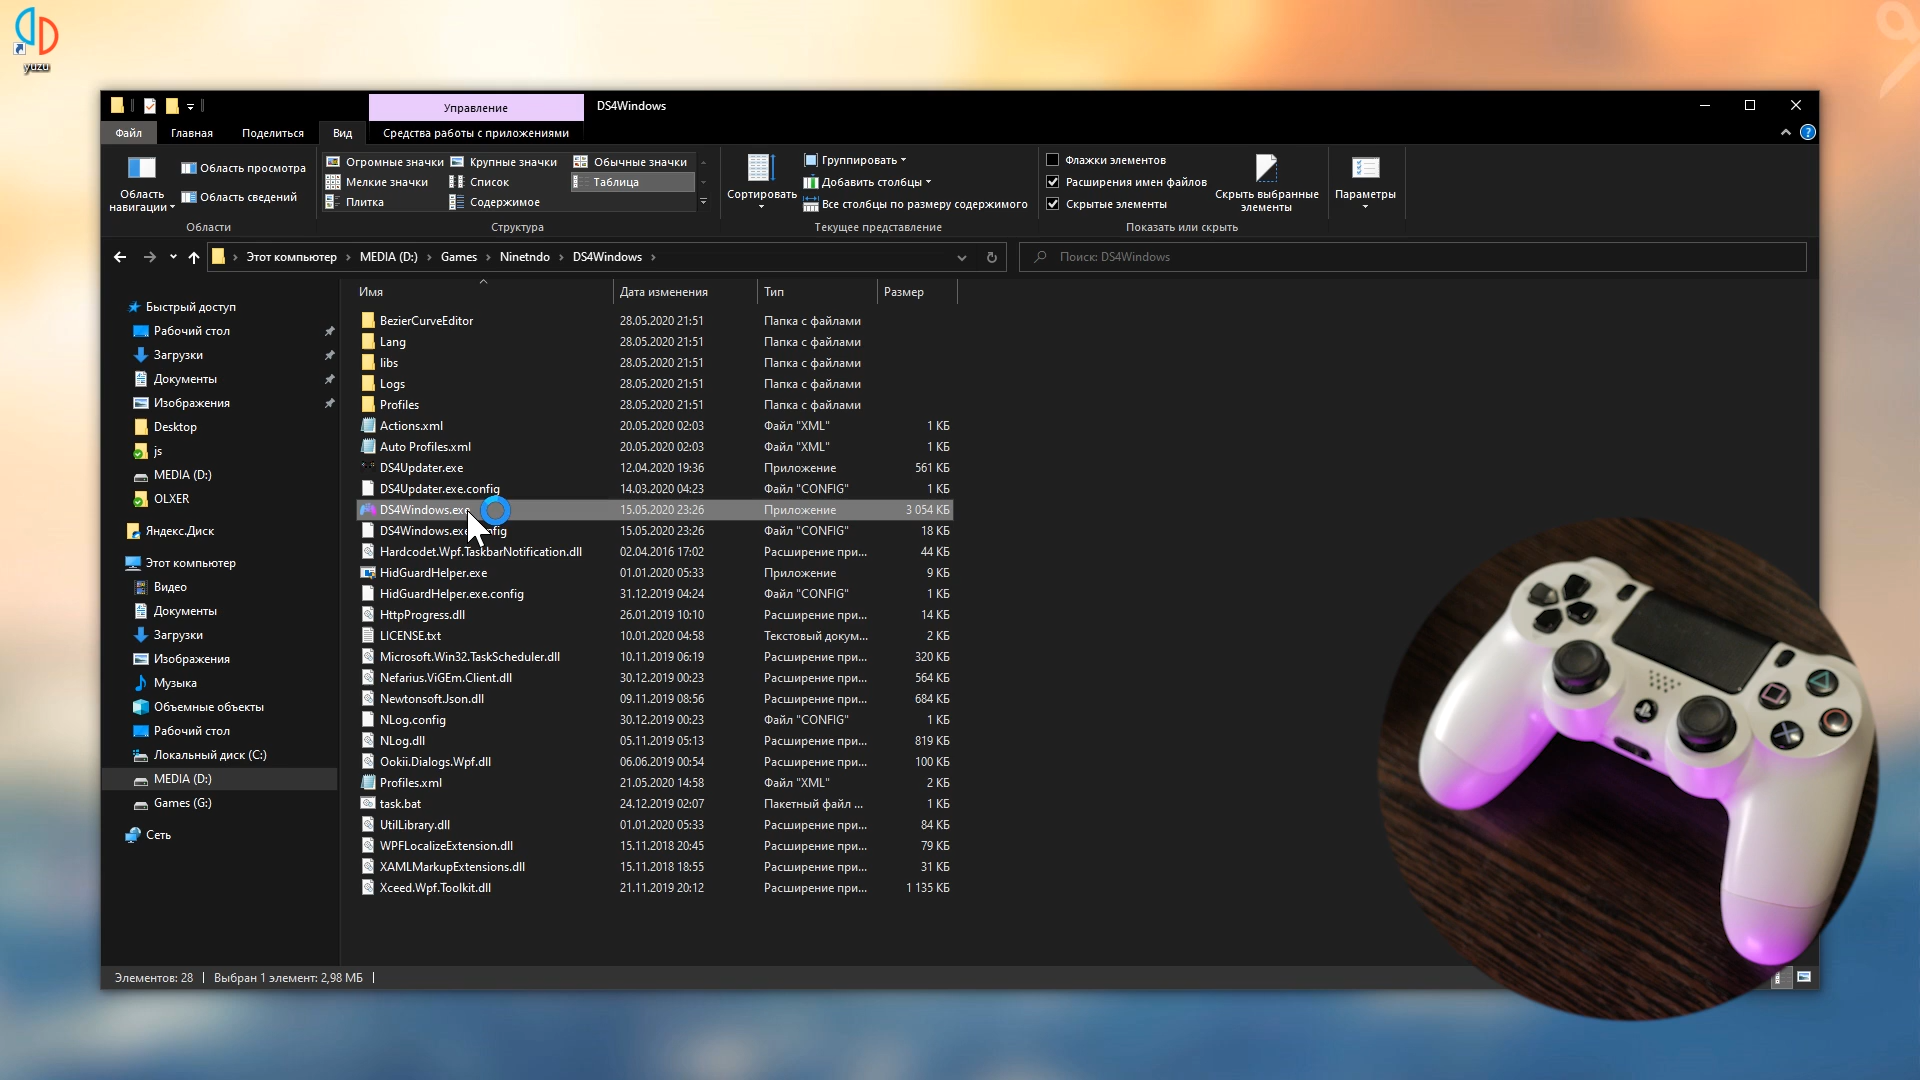 yuzu
Управление
DS4Windows
Файл
Главная
Поделиться
Вид
Средства работы с приложениями
Область навигации
Область просмотра
Область сведений
Области
Огромные значки
Крупные значки
Обычные значки
Мелкие значки
Список
Таблица
Плитка
Содержимое
Структура
Сортировать
Группировать
Добавить столбцы
Все столбцы по размеру содержимого
Текущее представление
Флажки элементов
Расширения имен файлов
Скрытые элементы
Скрыть выбранные элементы
Показать или скрыть
Параметры
Этот компьютер > MEDIA (D:) > Games > Ninetndo > DS4Windows >
Поиск: DS4Windows
Быстрый доступ
Рабочий стол
Загрузки
Документы
Изображения
Desktop
js
MEDIA (D:)
OLXER
Яндекс.Диск
Этот компьютер
Видео
Документы
Загрузки
Изображения
Музыка
Объемные объекты
Рабочий стол
Локальный диск (C:)
MEDIA (D:)
Games (G:)
Сеть
Имя Дата изменения Тип Размер
BezierCurveEditor 28.05.2020 21:51 Папка с файлами
Lang 28.05.2020 21:51 Папка с файлами
libs 28.05.2020 21:51 Папка с файлами
Logs 28.05.2020 21:51 Папка с файлами
Profiles 28.05.2020 21:51 Папка с файлами
Actions.xml 20.05.2020 02:03 Файл "XML" 1 КБ
Auto Profiles.xml 20.05.2020 02:03 Файл "XML" 1 КБ
DS4Updater.exe 12.04.2020 19:36 Приложение 561 КБ
DS4Updater.exe.config 14.03.2020 04:23 Файл "CONFIG" 1 КБ
DS4Windows.exe 15.05.2020 23:26 Приложение 3 054 КБ
DS4Windows.exe.config 15.05.2020 23:26 Файл "CONFIG" 18 КБ
Hardcodet.Wpf.TaskbarNotification.dll 02.04.2016 17:02 Расширение при... 44 КБ
HidGuardHelper.exe 01.01.2020 05:33 Приложение 9 КБ
HidGuardHelper.exe.config 31.12.2019 04:24 Файл "CONFIG" 1 КБ
HttpProgress.dll 26.01.2019 10:10 Расширение при... 14 КБ
LICENSE.txt 10.01.2020 04:58 Текстовый докум... 2 КБ
Microsoft.Win32.TaskScheduler.dll 10.11.2019 06:19 Расширение при... 320 КБ
Nefarius.ViGEm.Client.dll 30.12.2019 00:23 Расширение при... 564 КБ
Newtonsoft.Json.dll 09.11.2019 08:56 Расширение при... 684 КБ
NLog.config 30.12.2019 00:23 Файл "CONFIG" 1 КБ
NLog.dll 05.11.2019 05:13 Расширение при... 819 КБ
Ookii.Dialogs.Wpf.dll 06.06.2019 00:54 Расширение при... 100 КБ
Profiles.xml 21.05.2020 14:58 Файл "XML" 2 КБ
task.bat 24.12.2019 02:07 Пакетный файл ... 1 КБ
UtilLibrary.dll 01.01.2020 05:33 Расширение при... 84 КБ
WPFLocalizeExtension.dll 15.11.2018 20:45 Расширение при... 79 КБ
XAMLMarkupExtensions.dll 15.11.2018 18:55 Расширение при... 31 КБ
Xceed.Wpf.Toolkit.dll 21.11.2019 20:12 Расширение при... 1 135 КБ
Элементов: 28
Выбран 1 элемент: 2,98 МБ